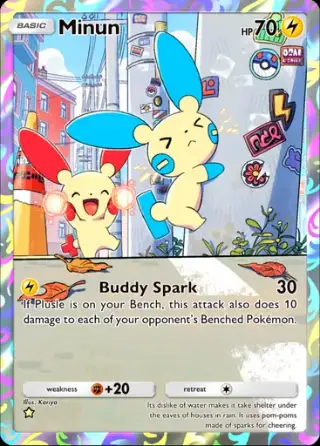 BASIC
Minun
HP 70
Buddy Spark 30
If Plusle is on your Bench, this attack also does 10
damage to each of your opponent's Benched Pokémon.
weakness +20 retreat
Illus. Kariya
Its dislike of water makes it take shelter under
the eaves of houses in rain. It uses pom-poms
made of sparks for cheering.